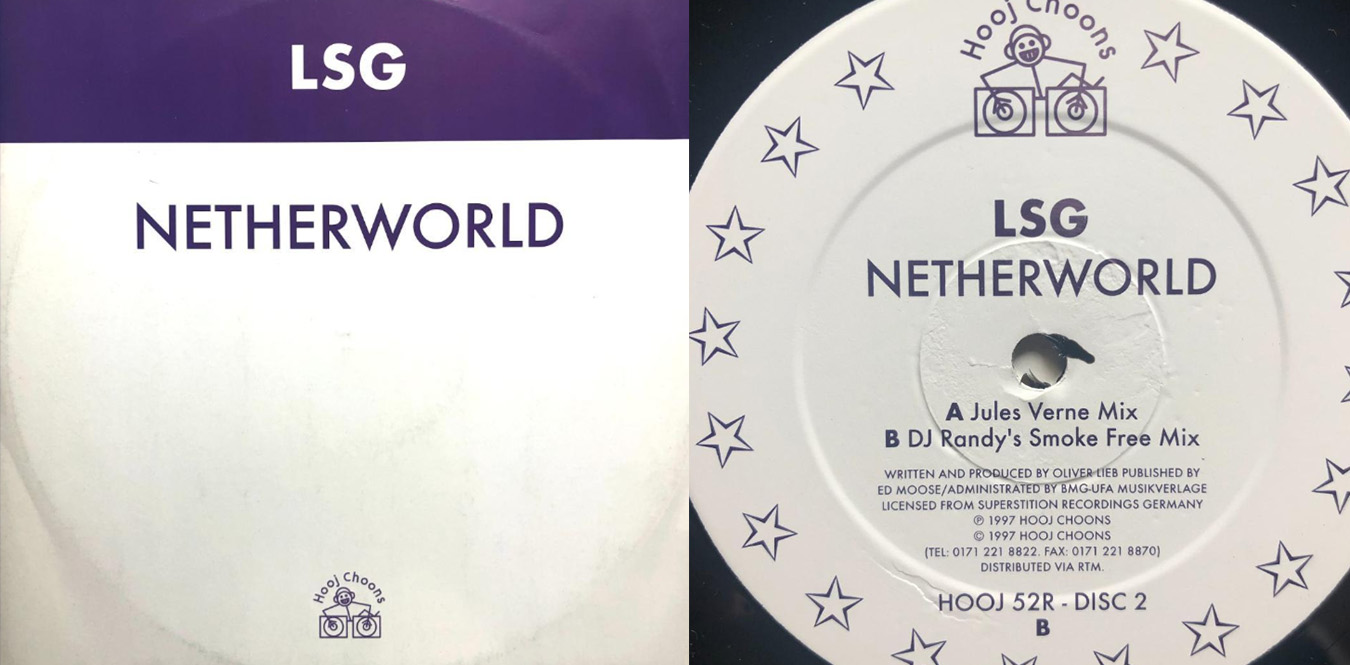 LSG
NETHERWORLD
Hooj Choons
Hooj Choons
LSG
NETHERWORLD
A Jules Verne Mix
B DJ Randy's Smoke Free Mix
WRITTEN AND PRODUCED BY OLIVER LIEB PUBLISHED BY
ED MOOSE/ADMINISTRATED BY BMG-UFA MUSIKVERLAGE
LICENSED FROM SUPERSTITION RECORDINGS GERMANY
℗ 1997 HOOJ CHOONS
© 1997 HOOJ CHOONS
(TEL: 0171 221 8822. FAX: 0171 221 8870)
DISTRIBUTED VIA RTM.
HOOJ 52R - DISC 2
B